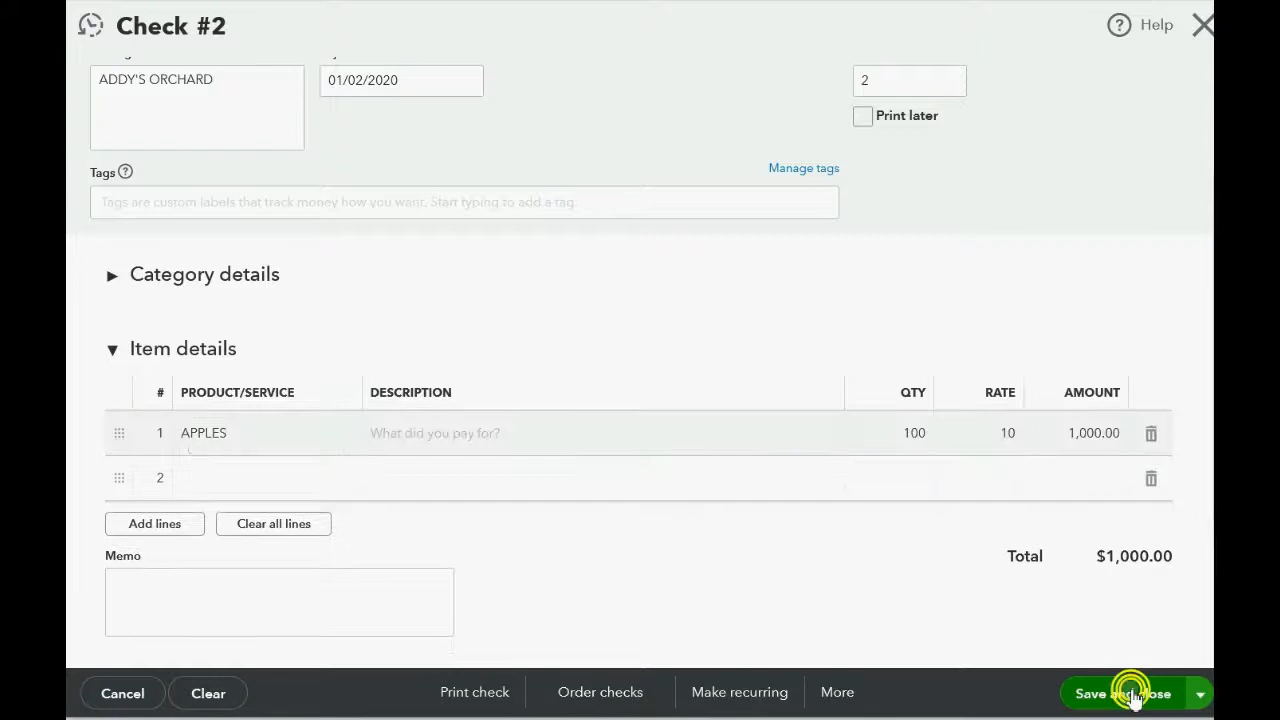 Check #2
Help
ADDY'S ORCHARD
01/02/2020
2
Print later
Tags
Manage tags
Tags are custom labels that track money how you want. Start typing to add a tag.
Category details
Item details
# PRODUCT/SERVICE DESCRIPTION QTY RATE AMOUNT
1 APPLES What did you pay for? 100 10 1,000.00
2
Add lines Clear all lines
Memo
Total $1,000.00
Cancel Clear Print check Order checks Make recurring More Save and close